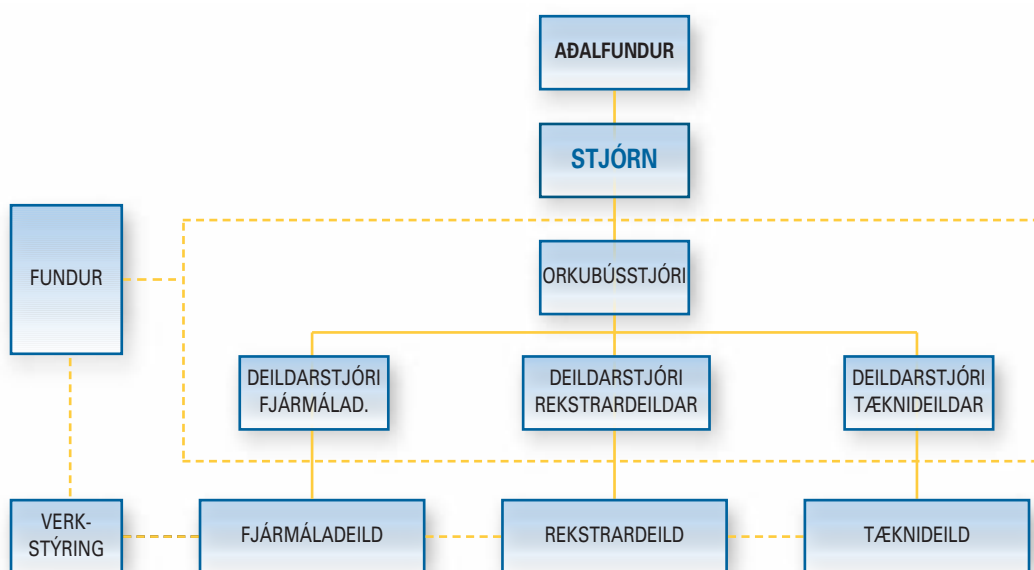 AÐALFUNDUR
STJÓRN
FUNDUR
ORKUBÚSSTJÓRI
DEILDARSTJÓRI
FJÁRMÁLAD.
DEILDARSTJÓRI
REKSTRARDEILDAR
DEILDARSTJÓRI
TÆKNIDEILDAR
VERK-
STÝRING
FJÁRMÁLADEILD
REKSTRARDEILD
TÆKNIDEILD